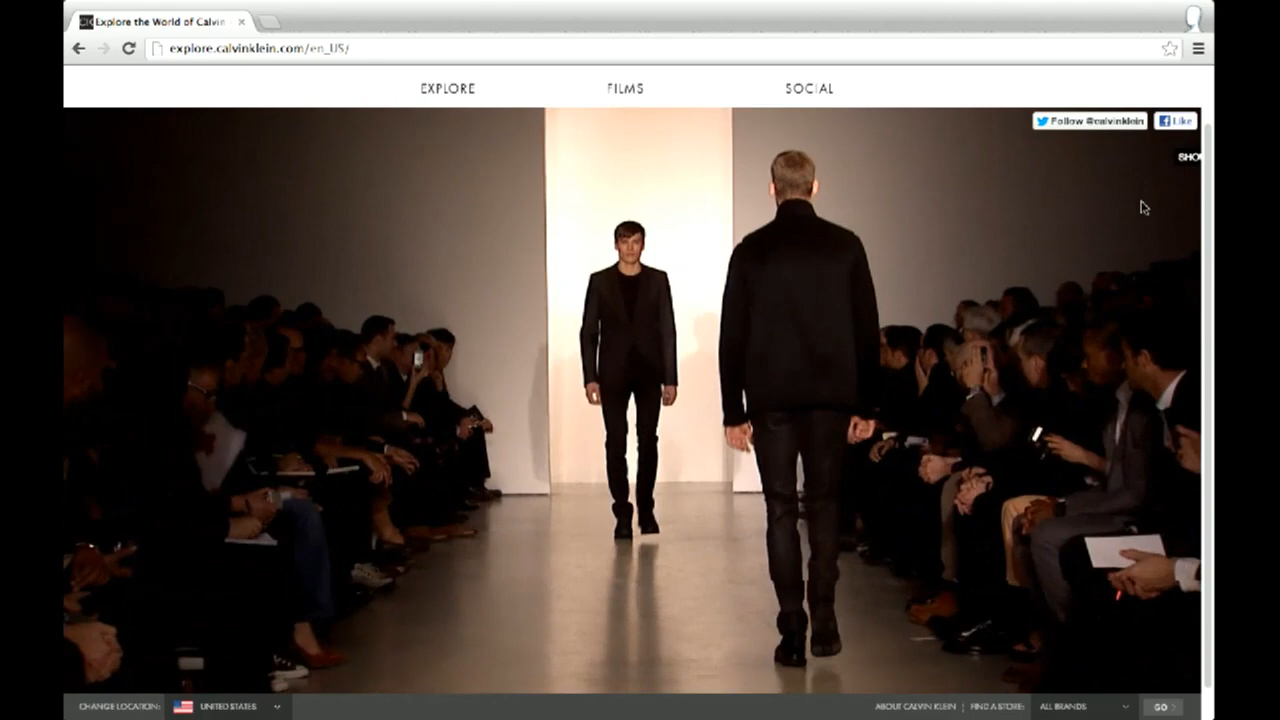 Explore the World of Calvin
explore.calvinklein.com/en_US/
EXPLORE FILMS SOCIAL
Follow @calvinklein Like
CHANGE LOCATION: UNITED STATES ABOUT CALVIN KLEIN | FIND A STORE: ALL BRANDS GO